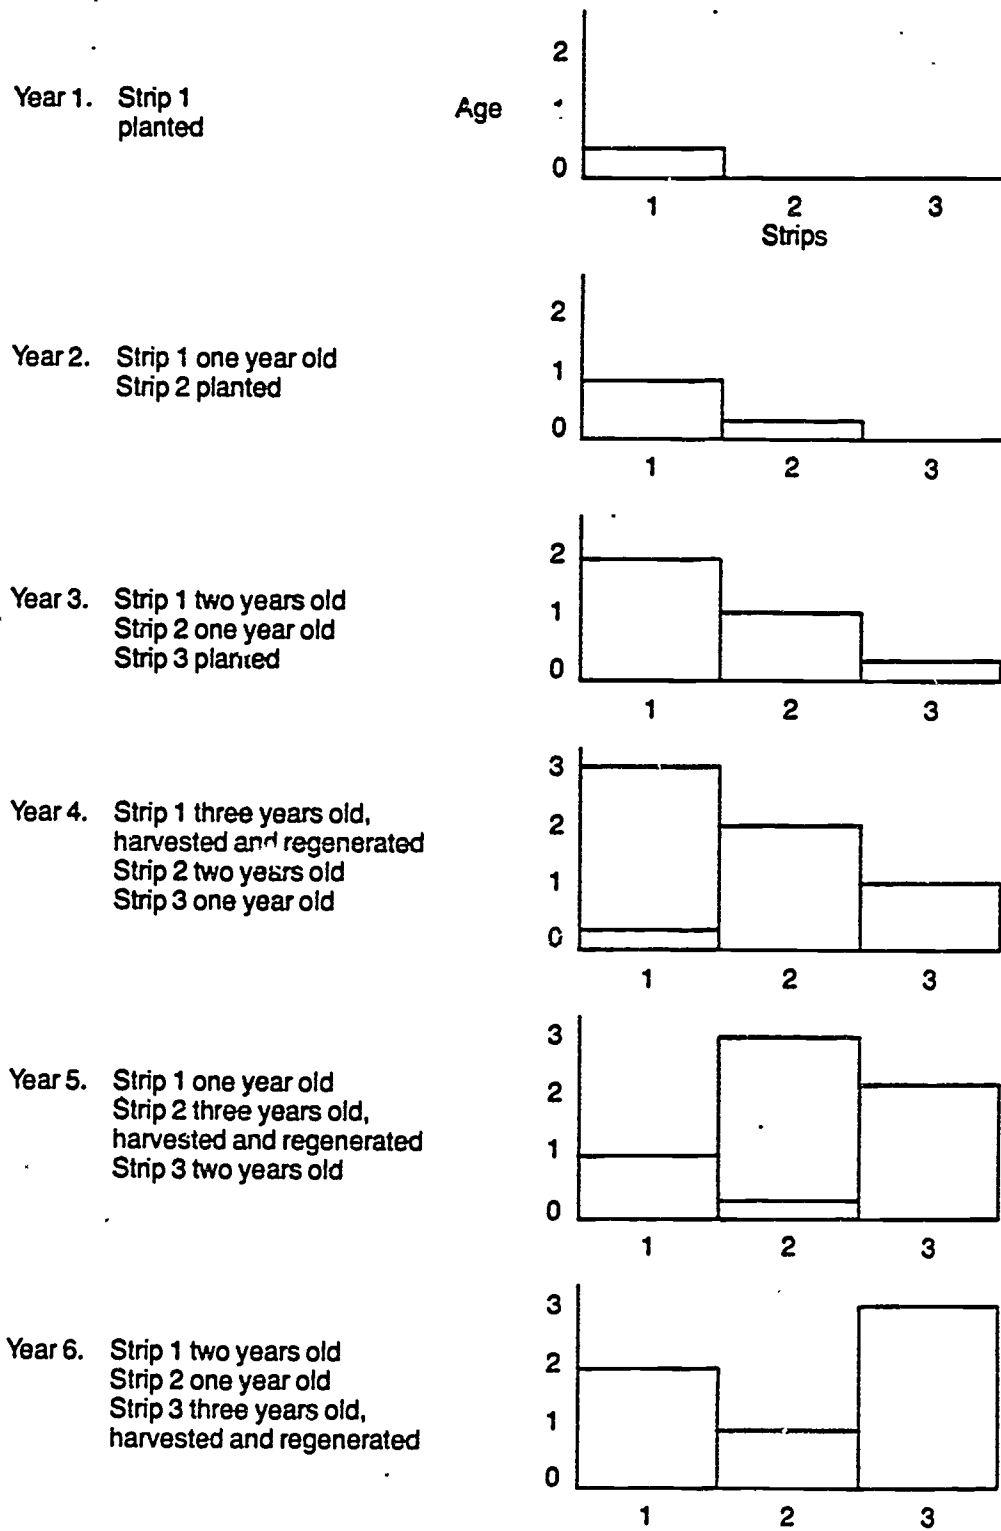 Year 1. Strip 1
planted
Age
2
1
0
1 2 3
Strips
Year 2. Strip 1 one year old
Strip 2 planted
2
1
0
1 2 3
Year 3. Strip 1 two years old
Strip 2 one year old
Strip 3 planted
2
1
0
1 2 3
Year 4. Strip 1 three years old,
harvested and regenerated
Strip 2 two years old
Strip 3 one year old
3
2
1
0
1 2 3
Year 5. Strip 1 one year old
Strip 2 three years old,
harvested and regenerated
Strip 3 two years old
3
2
1
0
1 2 3
Year 6. Strip 1 two years old
Strip 2 one year old
Strip 3 three years old,
harvested and regenerated
3
2
1
0
1 2 3